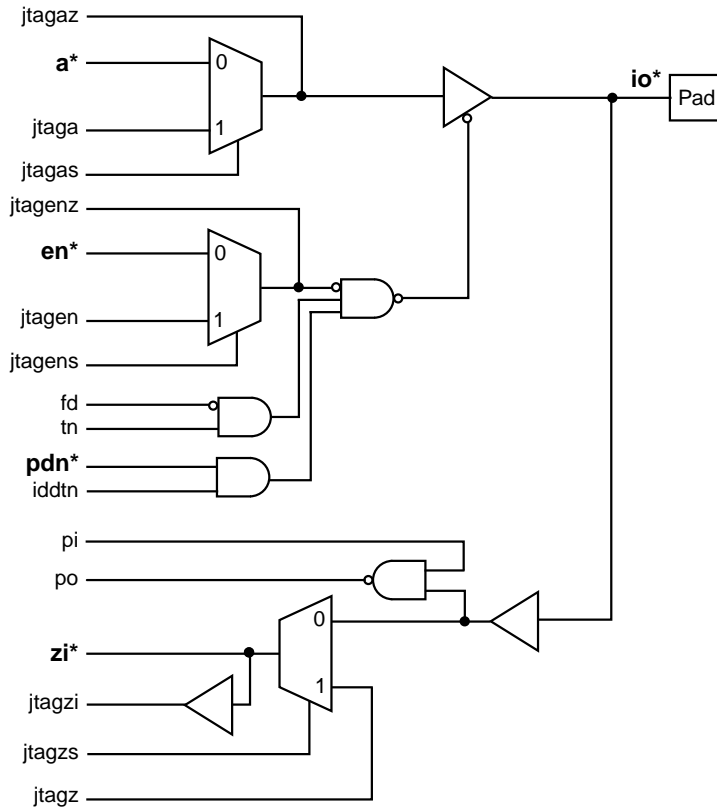 jtagaz
a*
0
io*
Pad
jtaga
1
jtagas
jtagenz
en*
0
jtagen
1
jtagens
fd
tn
pdn*
iddtn
pi
po
0
zi*
1
jtagzi
jtagzs
jtagz